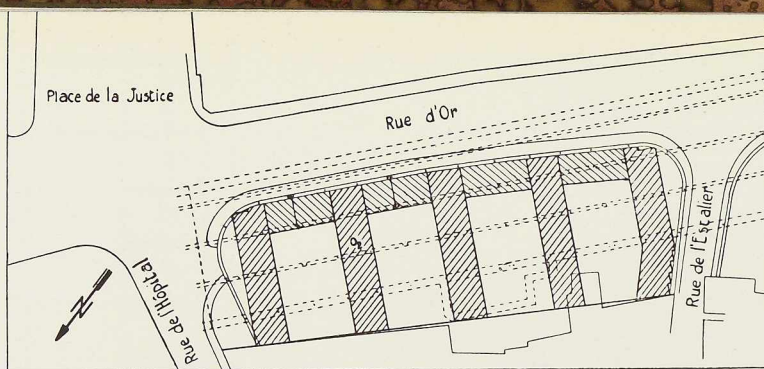 Place de la Justice
Rue d'Or
Rue de l'Hôpital
Rue de l'Escalier
N